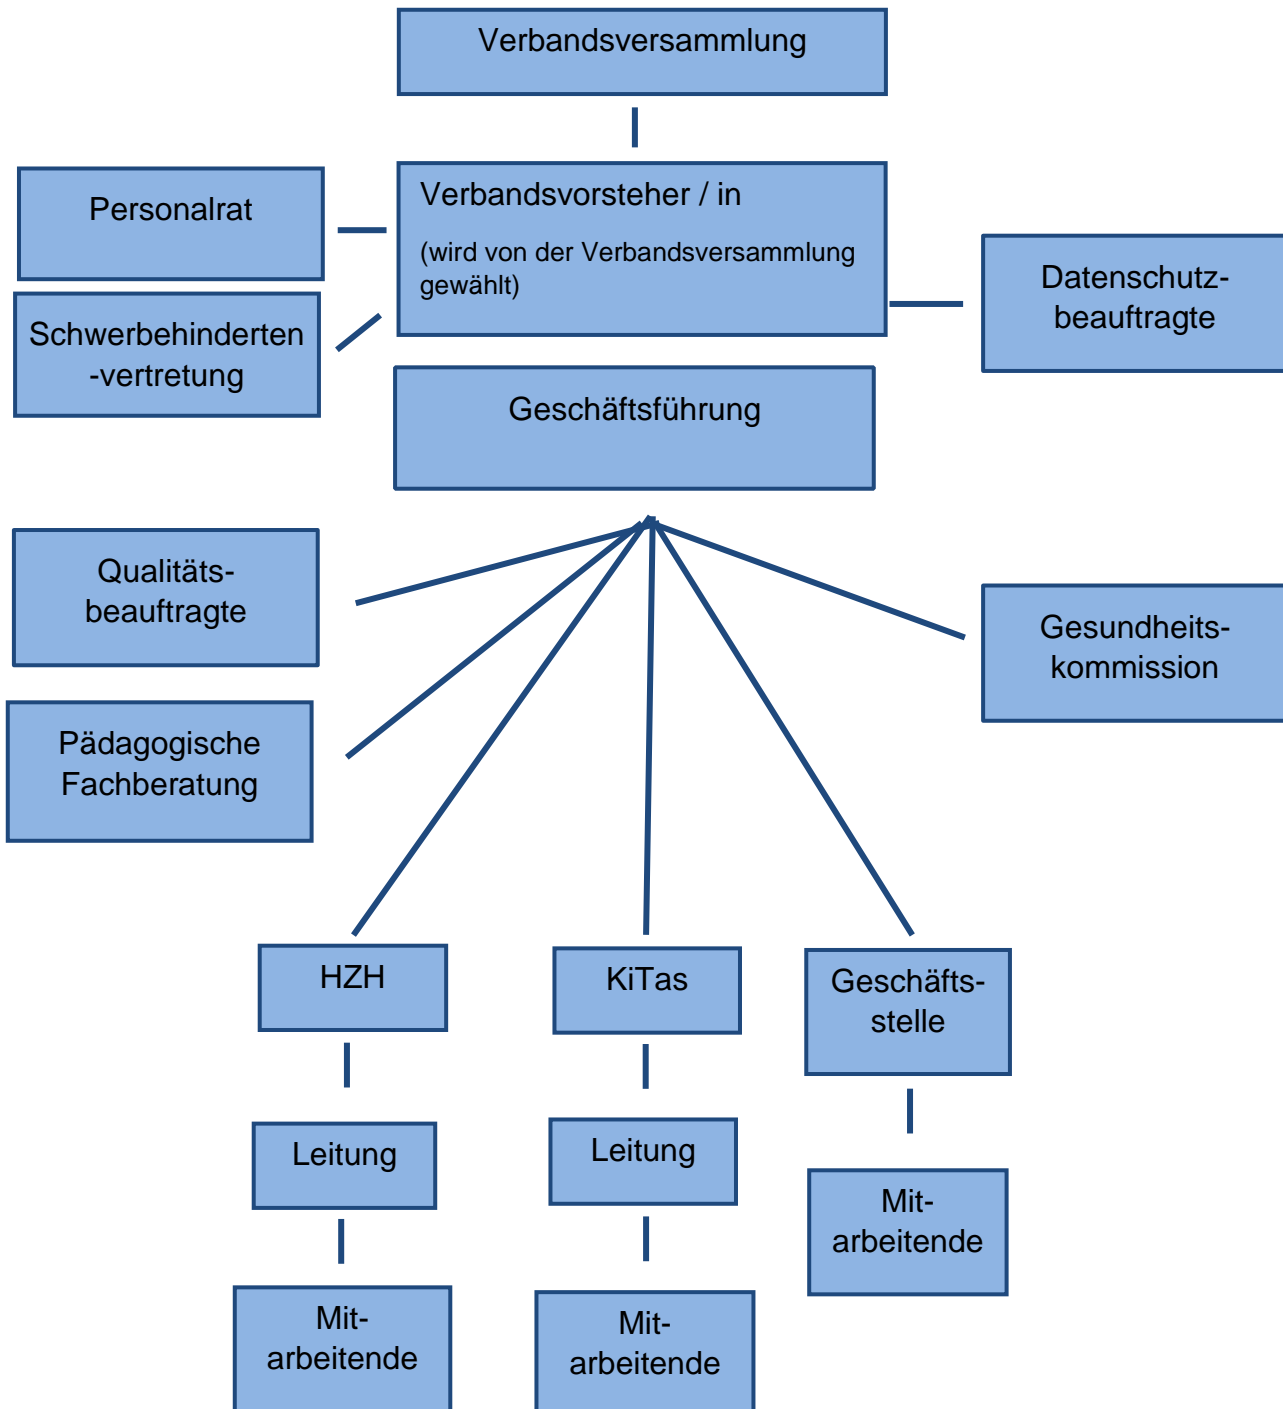 Verbandsversammlung
Personalrat
Verbandsvorsteher / in
(wird von der Verbandsversammlung
gewählt)
Schwerbehinderten
-vertretung
Datenschutz-
beauftragte
Geschäftsführung
Qualitäts-
beauftragte
Gesundheits-
kommission
Pädagogische
Fachberatung
HZH
KiTas
Geschäfts-
stelle
Leitung
Leitung
Mit-
arbeitende
Mit-
arbeitende
Mit-
arbeitende